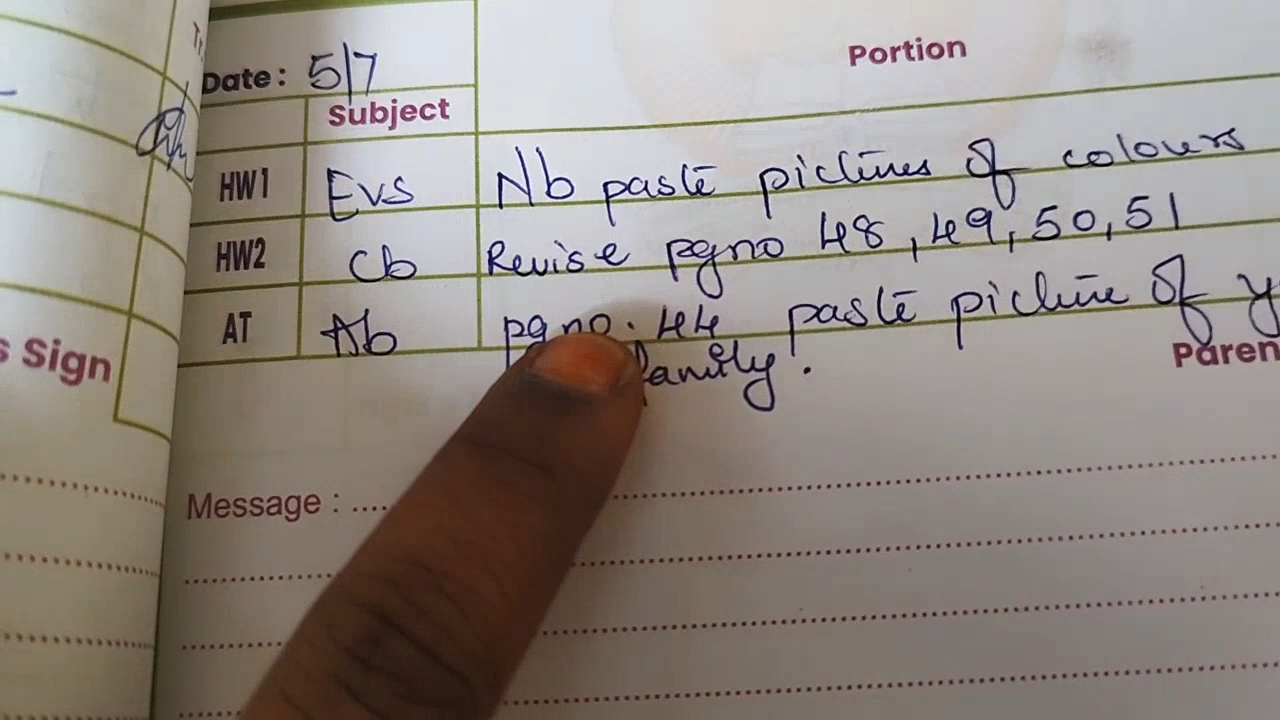 Date : 5/7
Portion
Subject
HW1 Evs Nb paste pictures of colours
HW2 Cb Revise pgno 48, 49, 50, 51
AT Ab pgno. 44 paste picture of y
family.
s Sign
Paren
Message :